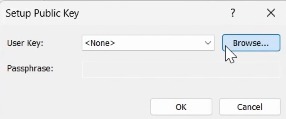 Setup Public Key ?
User Key: <None> Browse...
Passphrase:
OK Cancel